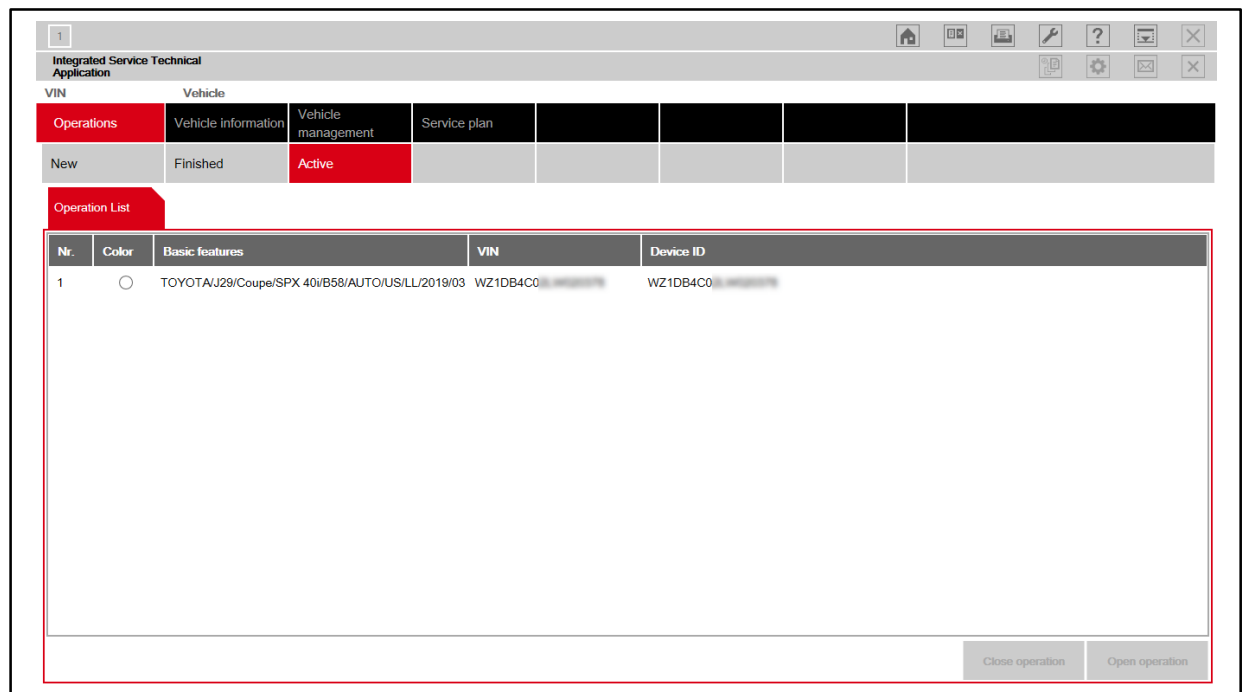 1
Integrated Service Technical
Application
VIN Vehicle
Operations Vehicle information Vehicle management Service plan
New Finished Active
Operation List
Nr. Color Basic features VIN Device ID
1 TOYOTA/J29/Coupe/SPX 40i/B58/AUTO/US/LL/2019/03 WZ1DB4C0 WZ1DB4C0
Close operation Open operation